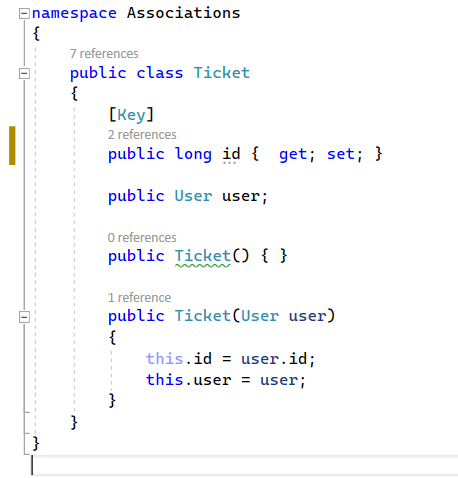 namespace Associations
{
7 references
public class Ticket
{
[Key]
2 references
public long id {  get; set; }
public User user;
0 references
public Ticket() { }
1 reference
public Ticket(User user)
{
this.id = user.id;
this.user = user;
}
}
}